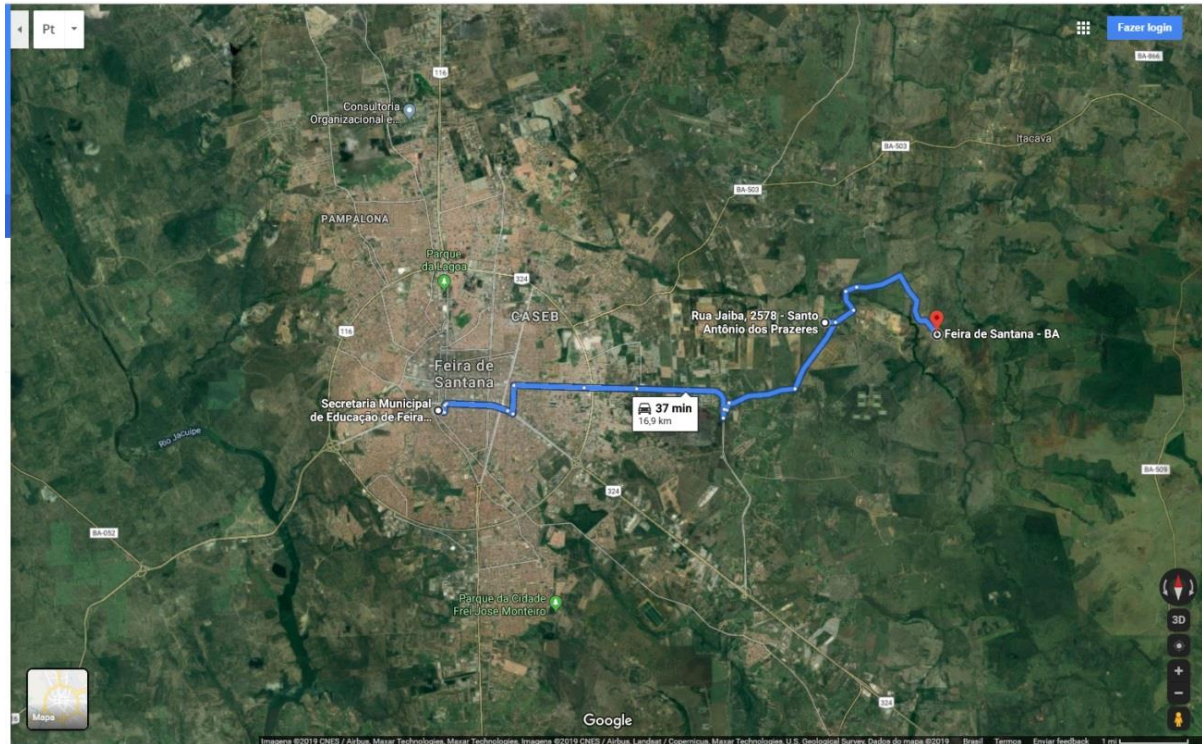 Pt
Fazer login
BA-866
116
Consultoria
Organizacional e...
Itacava
BA-503
BA-503
PAMPALONA
Parque
da Lagoa
324
CASEB
116
Rua Jaiba, 2578 - Santo
Antônio dos Prazeres
Feira de Santana - BA
Feira de
Santana
Secretaria Municipal
de Educação de Feira...
37 min
16,9 km
Rio Jacuípe
BA-509
324
BA-052
Parque da Cidade
Frei José Monteiro
3D
324
Mapa
Google
Imagens ©2019 CNES / Airbus, Maxar Technologies, Maxar Technologies, Imagens ©2019 CNES / Airbus, Landsat / Copernicus, Maxar Technologies, U.S. Geological Survey, Dados do mapa ©2019 Brasil Termos Enviar feedback 1 mi